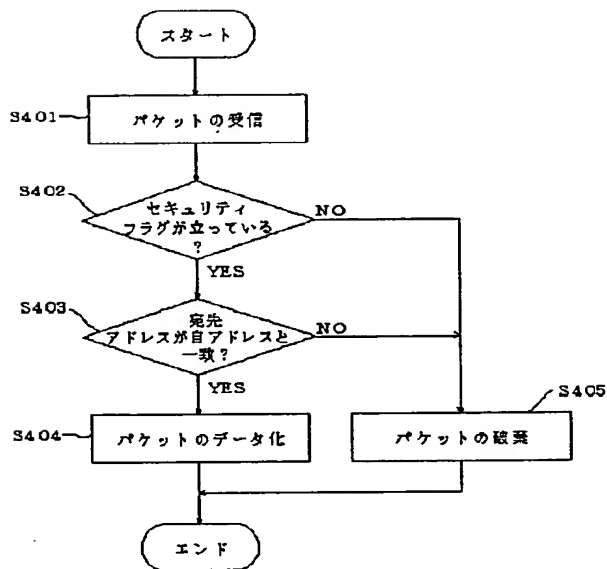 スタート
S401
パケットの受信
S402
セキュリティ
フラグが立っている
?
NO
YES
S403
宛先
アドレスが自アドレスと
一致?
NO
YES
S404
パケットのデータ化
S405
パケットの破棄
エンド